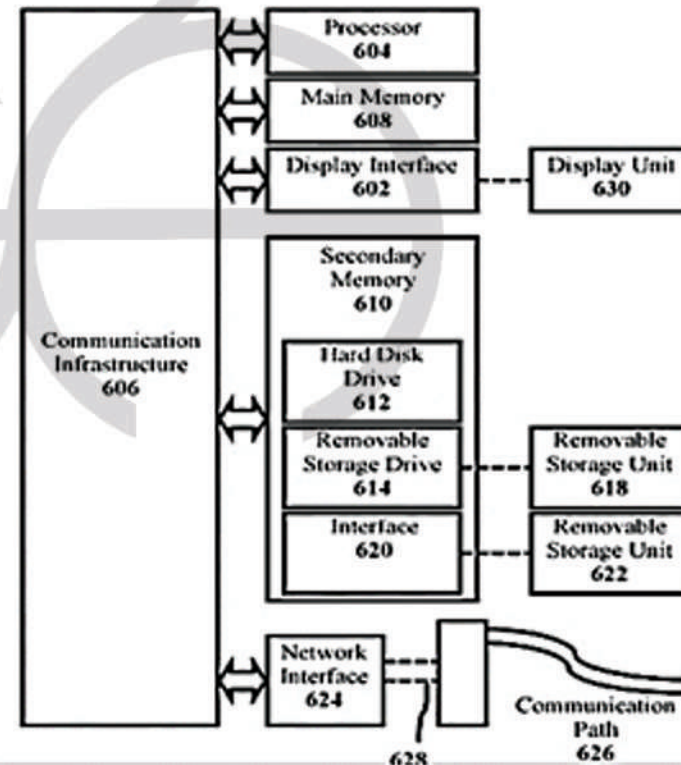 Processor
604
Main Memory
608
Display Interface
602
Display Unit
630
Secondary
Memory
610
Communication
Infrastructure
606
Hard Disk
Drive
612
Removable
Storage Drive
614
Removable
Storage Unit
618
Interface
620
Removable
Storage Unit
622
Network
Interface
624
Communication
Path
626
628